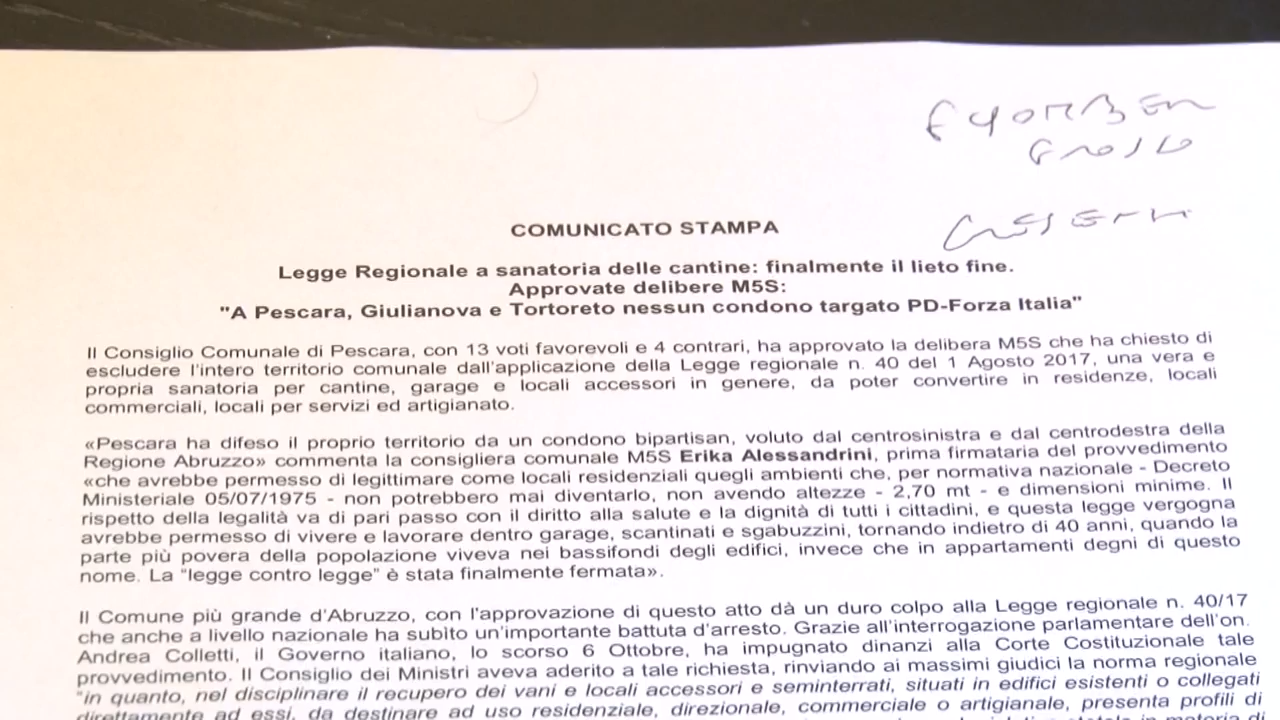 COMUNICATO STAMPA
Legge Regionale a sanatoria delle cantine: finalmente il lieto fine.
Approvate delibere M5S:
"A Pescara, Giulianova e Tortoreto nessun condono targato PD-Forza Italia"
Il Consiglio Comunale di Pescara, con 13 voti favorevoli e 4 contrari, ha approvato la delibera M5S che ha chiesto di
escludere l'intero territorio comunale dall'applicazione della Legge regionale n. 40 del 1 Agosto 2017, una vera e
propria sanatoria per cantine, garage e locali accessori in genere, da poter convertire in residenze, locali
commerciali, locali per servizi ed artigianato.
«Pescara ha difeso il proprio territorio da un condono bipartisan, voluto dal centrosinistra e dal centrodestra della
Regione Abruzzo» commenta la consigliera comunale M5S Erika Alessandrini, prima firmataria del provvedimento
«che avrebbe permesso di legittimare come locali residenziali quegli ambienti che, per normativa nazionale - Decreto
Ministeriale 05/07/1975 - non potrebbero mai diventarlo, non avendo altezze - 2,70 mt - e dimensioni minime. Il
rispetto della legalità va di pari passo con il diritto alla salute e la dignità di tutti i cittadini, e questa legge vergogna
avrebbe permesso di vivere e lavorare dentro garage, scantinati e sgabuzzini, tornando indietro di 40 anni, quando la
parte più povera della popolazione viveva nei bassifondi degli edifici, invece che in appartamenti degni di questo
nome. La "legge contro legge" è stata finalmente fermata».
Il Comune più grande d'Abruzzo, con l'approvazione di questo atto dà un duro colpo alla Legge regionale n. 40/17
che anche a livello nazionale ha subìto un'importante battuta d'arresto. Grazie all'interrogazione parlamentare dell'on.
Andrea Colletti, il Governo italiano, lo scorso 6 Ottobre, ha impugnato dinanzi alla Corte Costituzionale tale
provvedimento. Il Consiglio dei Ministri aveva aderito a tale richiesta, rinviando ai massimi giudici la norma regionale
"in quanto, nel disciplinare il recupero dei vani e locali accessori e seminterrati, situati in edifici esistenti o collegati
direttamente ad essi, da destinare ad uso residenziale, direzionale, commerciale o artigianale, presenta profili di